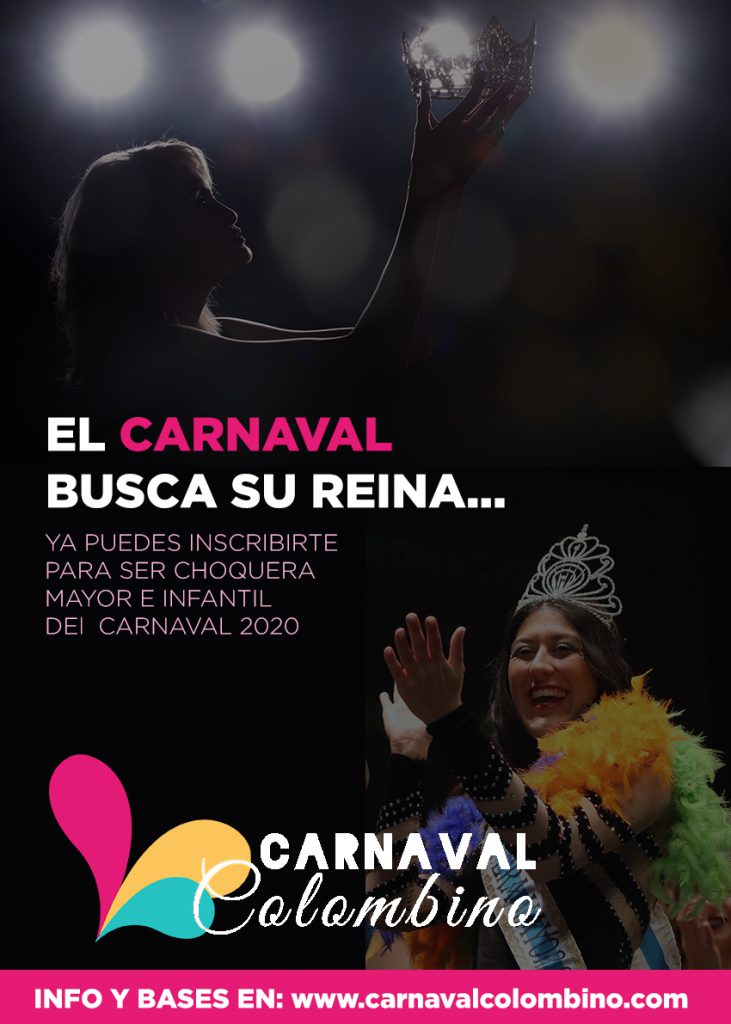 EL CARNAVAL
BUSCA SU REINA...
YA PUEDES INSCRIBIRTE
PARA SER CHOQUERA
MAYOR E INFANTIL
DEl CARNAVAL 2020
CARNAVAL
Colombino
INFO Y BASES EN: www.carnavalcolombino.com